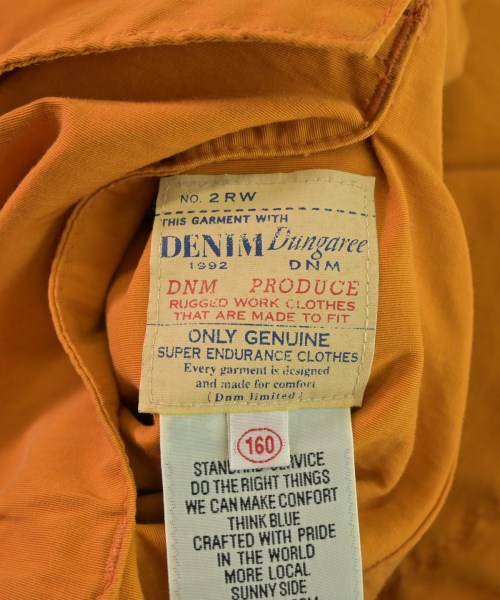 NO. 2RW
THIS GARMENT WITH
DENIM Dungaree
1992 DNM
DNM PRODUCE
RUGGED WORK CLOTHES
THAT ARE MADE TO FIT
ONLY GENUINE
SUPER ENDURANCE CLOTHES
Every garment is designed
and made for comfort
(Dnm limited)
160
STANDARD SERVICE
DO THE RIGHT THINGS
WE CAN MAKE CONFORT
THINK BLUE
CRAFTED WITH PRIDE
IN THE WORLD
MORE LOCAL
SUNNY SIDE